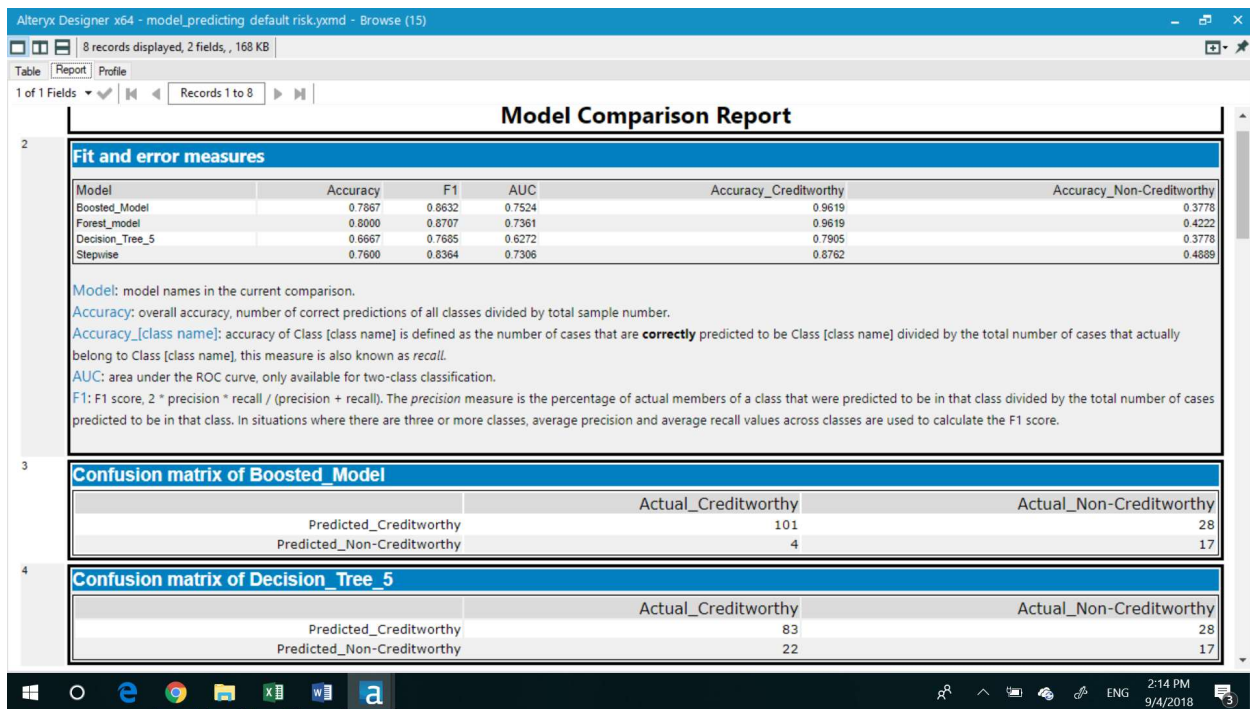 Alteryx Designer x64 - model_predicting default risk.yxmd - Browse (15)
8 records displayed, 2 fields, , 168 KB
Table Report Profile
1 of 1 Fields Records 1 to 8
Model Comparison Report
2
Fit and error measures
Model Accuracy F1 AUC Accuracy_Creditworthy Accuracy_Non-Creditworthy
Boosted_Model 0.7867 0.8632 0.7524 0.9619 0.3778
Forest_model 0.8000 0.8707 0.7361 0.9619 0.4222
Decision_Tree_5 0.6667 0.7685 0.6272 0.7905 0.3778
Stepwise 0.7600 0.8364 0.7306 0.8762 0.4889
Model: model names in the current comparison.
Accuracy: overall accuracy, number of correct predictions of all classes divided by total sample number.
Accuracy_[class name]: accuracy of Class [class name] is defined as the number of cases that are correctly predicted to be Class [class name] divided by the total number of cases that actually
belong to Class [class name], this measure is also known as recall.
AUC: area under the ROC curve, only available for two-class classification.
F1: F1 score, 2 * precision * recall / (precision + recall). The precision measure is the percentage of actual members of a class that were predicted to be in that class divided by the total number of cases
predicted to be in that class. In situations where there are three or more classes, average precision and average recall values across classes are used to calculate the F1 score.
3
Confusion matrix of Boosted_Model
Actual_Creditworthy Actual_Non-Creditworthy
Predicted_Creditworthy 101 28
Predicted_Non-Creditworthy 4 17
4
Confusion matrix of Decision_Tree_5
Actual_Creditworthy Actual_Non-Creditworthy
Predicted_Creditworthy 83 28
Predicted_Non-Creditworthy 22 17
ENG
2:14 PM
9/4/2018
3